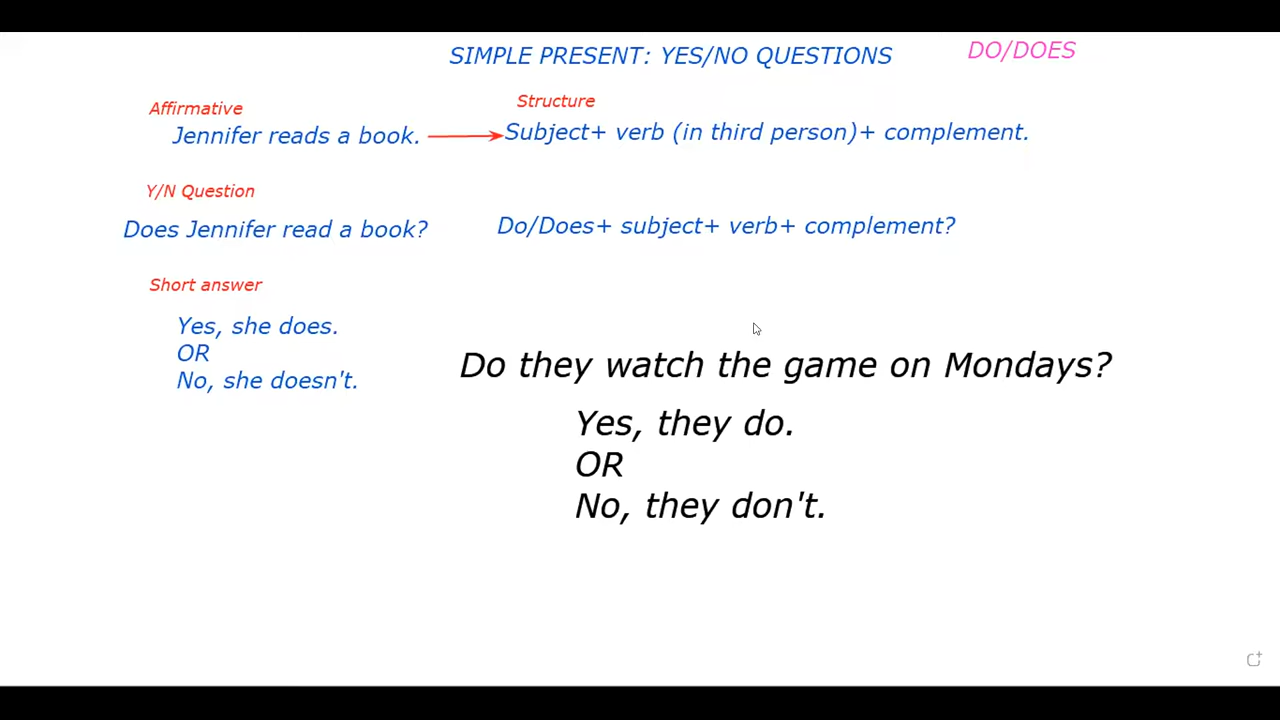 SIMPLE PRESENT: YES/NO QUESTIONS
DO/DOES
Affirmative
Structure
Jennifer reads a book.
Subject+ verb (in third person)+ complement.
Y/N Question
Does Jennifer read a book?
Do/Does+ subject+ verb+ complement?
Short answer
Yes, she does.
OR
No, she doesn't.
Do they watch the game on Mondays?
Yes, they do.
OR
No, they don't.